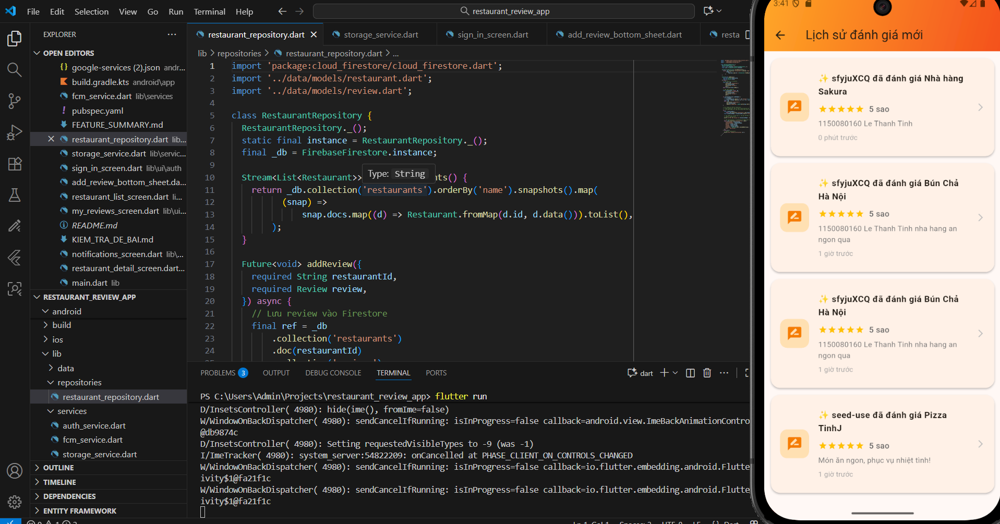 File Edit Selection View Go Run Terminal Help
restaurant_review_app
EXPLORER
OPEN EDITORS
google-services (2).json andr...
build.gradle.kts android\app
fcm_service.dart lib\services
pubspec.yaml
FEATURE_SUMMARY.md
restaurant_repository.dart lib...
storage_service.dart lib\servic...
sign_in_screen.dart lib\ui\auth
add_review_bottom_sheet.da...
restaurant_list_screen.dart li...
my_reviews_screen.dart lib\ui...
README.md
KIEM_TRA_DE_BAI.md
notifications_screen.dart lib\...
restaurant_detail_screen.dart...
main.dart lib
RESTAURANT_REVIEW_APP
android
build
ios
lib
data
repositories
restaurant_repository.dart
services
auth_service.dart
fcm_service.dart
storage_service.dart
OUTLINE
TIMELINE
DEPENDENCIES
ENTITY FRAMEWORK
restaurant_repository.dart storage_service.dart sign_in_screen.dart add_review_bottom_sheet.dart resta
lib > repositories > restaurant_repository.dart > ...
1 import 'package:cloud_firestore/cloud_firestore.dart';
2 import '../data/models/restaurant.dart';
3 import '../data/models/review.dart';
4
5 class RestaurantRepository {
6 RestaurantRepository._();
7 static final instance = RestaurantRepository._();
8 final _db = FirebaseFirestore.instance;
9
Type: String
10 Stream<List<Restaurant>> nts() {
11 return _db.collection('restaurants').orderBy('name').snapshots().map(
12 (snap) =>
13 snap.docs.map((d) => Restaurant.fromMap(d.id, d.data())).toList(),
14 );
15 }
16
17 Future<void> addReview({
18 required String restaurantId,
19 required Review review,
20 }) async {
21 // Lưu review vào Firestore
22 final ref = _db
23 .collection('restaurants')
24 .doc(restaurantId)
PROBLEMS 3 OUTPUT DEBUG CONSOLE TERMINAL PORTS
dart
PS C:\Users\Admin\Projects\restaurant_review_app> flutter run
D/InsetsController( 4980): hide(ime(), fromIme=false)
W/WindowOnBackDispatcher( 4980): sendCancelIfRunning: isInProgress=false callback=android.view.ImeBackAnimationContro
@db9874c
D/InsetsController( 4980): Setting requestedVisibleTypes to -9 (was -1)
I/ImeTracker( 4980): system_server:54822209: onCancelled at PHASE_CLIENT_ON_CONTROLS_CHANGED
W/WindowOnBackDispatcher( 4980): sendCancelIfRunning: isInProgress=false callback=io.flutter.embedding.android.Flutte
ivity$1@fa21f1c
W/WindowOnBackDispatcher( 4980): sendCancelIfRunning: isInProgress=false callback=io.flutter.embedding.android.Flutte
ivity$1@fa21f1c
3:41
Lịch sử đánh giá mới
✨ sfyjuXCQ đã đánh giá Nhà hàng
Sakura
5 sao
1150080160 Le Thanh Tinh
0 phút trước
✨ sfyjuXCQ đã đánh giá Bún Chả
Hà Nội
5 sao
1150080160 Le Thanh Tinh nha hang an
ngon qua
1 giờ trước
✨ sfyjuXCQ đã đánh giá Bún Chả
Hà Nội
5 sao
1150080160 Le Thanh Tinh nha hang an
ngon qua
1 giờ trước
✨ seed-use đã đánh giá Pizza
TinhJ
5 sao
Món ăn ngon, phục vụ nhiệt tình!
1 giờ trước